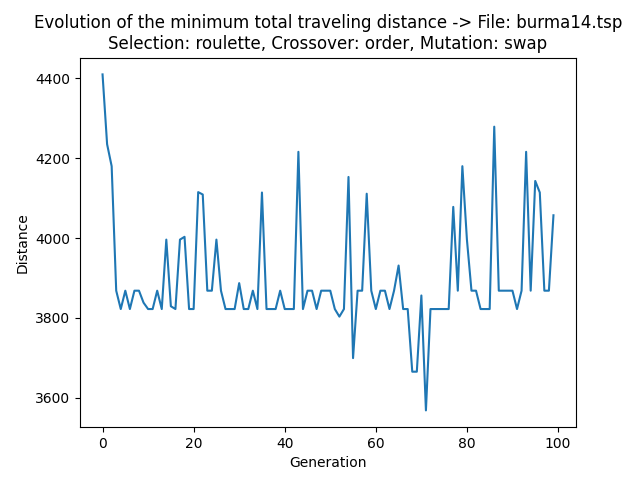 Evolution of the minimum total traveling distance -> File: burma14.tsp
Selection: roulette, Crossover: order, Mutation: swap
4400
4200
4000
3800
3600
Distance
0 20 40 60 80 100
Generation